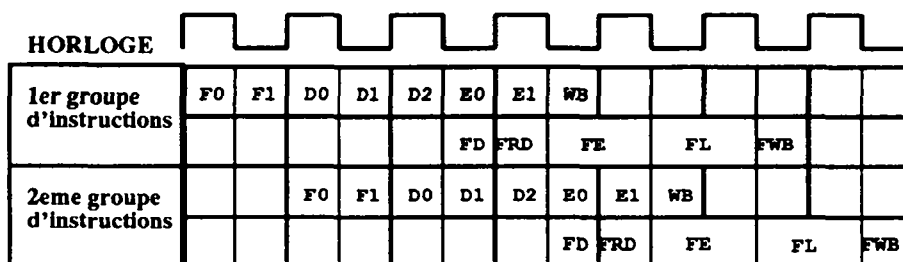 HORLOGE
1er groupe F0 F1 D0 D1 D2 E0 E1 WB
d'instructions
FD FRD FE FL FWB
2eme groupe F0 F1 D0 D1 D2 E0 E1 WB
d'instructions
FD FRD FE FL FWB